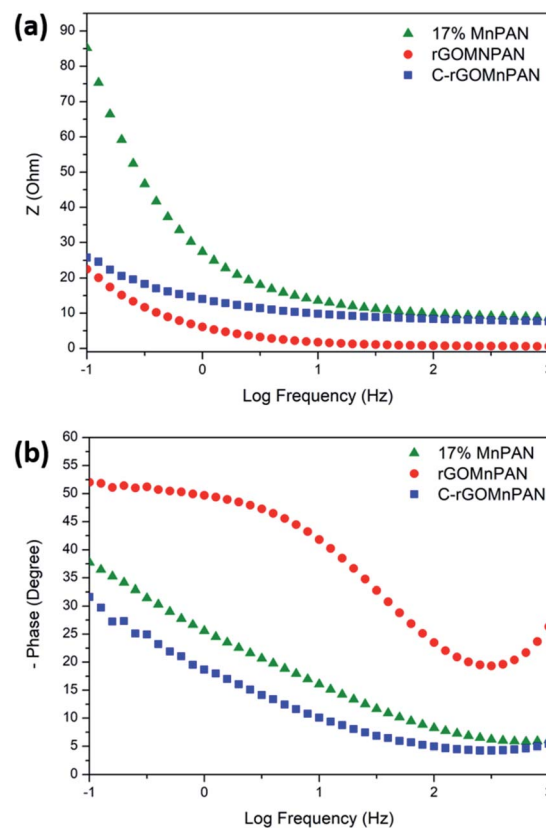 (a)
17% MnPAN
rGOMNPAN
C-rGOMnPAN
Z (Ohm)
90
80
70
60
50
40
30
20
10
0
-1 0 1 2 3
Log Frequency (Hz)
(b)
17% MnPAN
rGOMnPAN
C-rGOMnPAN
- Phase (Degree)
60
55
50
45
40
35
30
25
20
15
10
5
0
-1 0 1 2 3
Log Frequency (Hz)